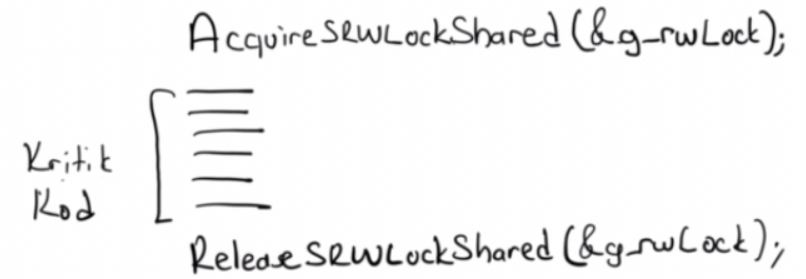 AcquireSRWLockShared(&g_rwLock);
Kritik
Kod
ReleaseSRWLockShared(&g_rwLock);